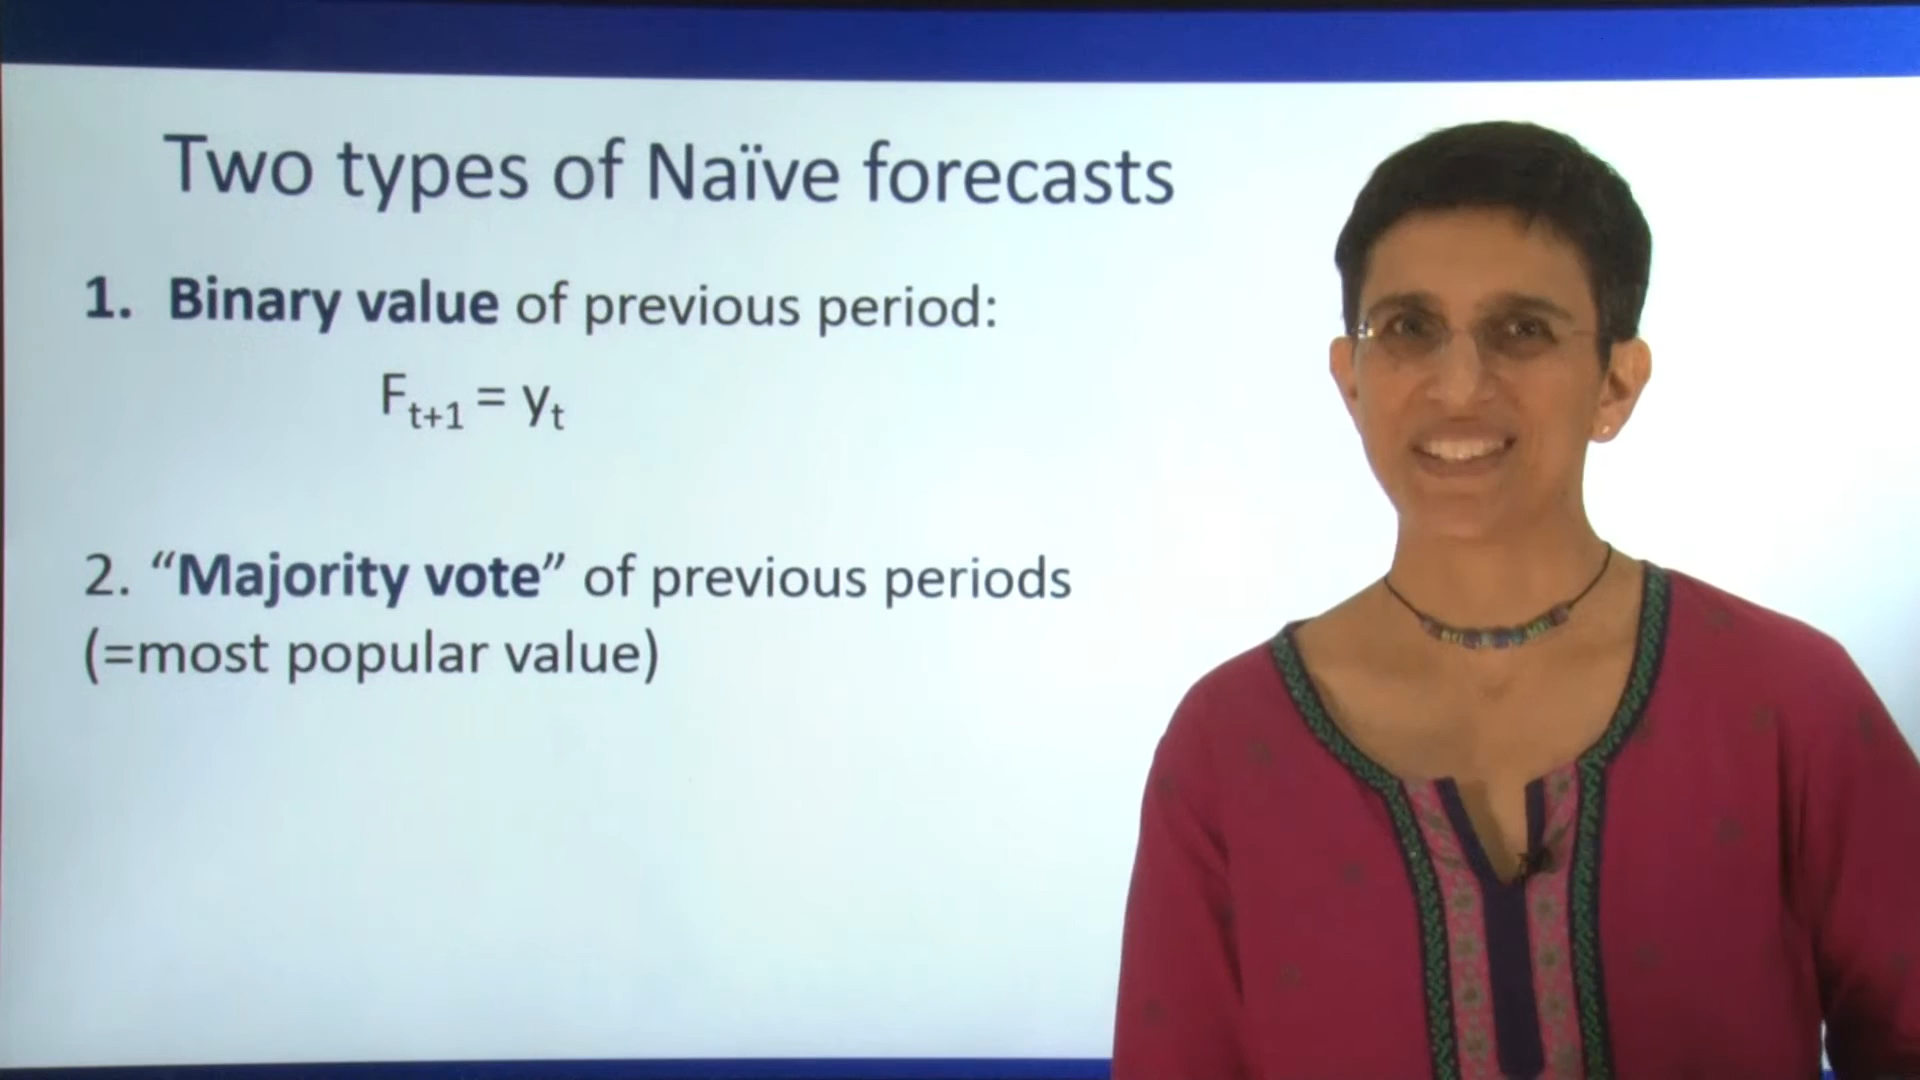 Two types of Naïve forecasts
1. Binary value of previous period:
Fₜ₊₁ = yₜ
2. “Majority vote” of previous periods
(=most popular value)